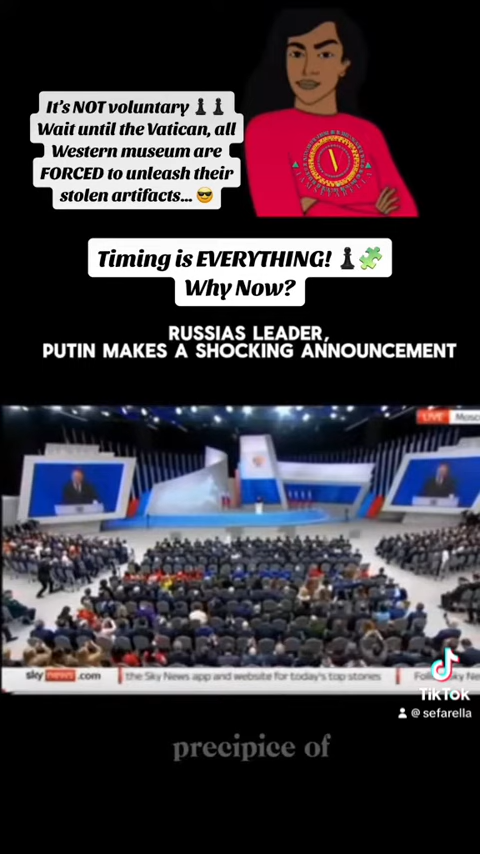 It's NOT voluntary ♟️♟️
Wait until the Vatican, all
Western museum are
FORCED to unleash their
stolen artifacts... 😎
Timing is EVERYTHING! ♟️🧩
Why Now?
RUSSIAS LEADER,
PUTIN MAKES A SHOCKING ANNOUNCEMENT
LIVE
sky news.com the Sky News app and website for today's top stories
TikTok
@ sefarella
precipice of